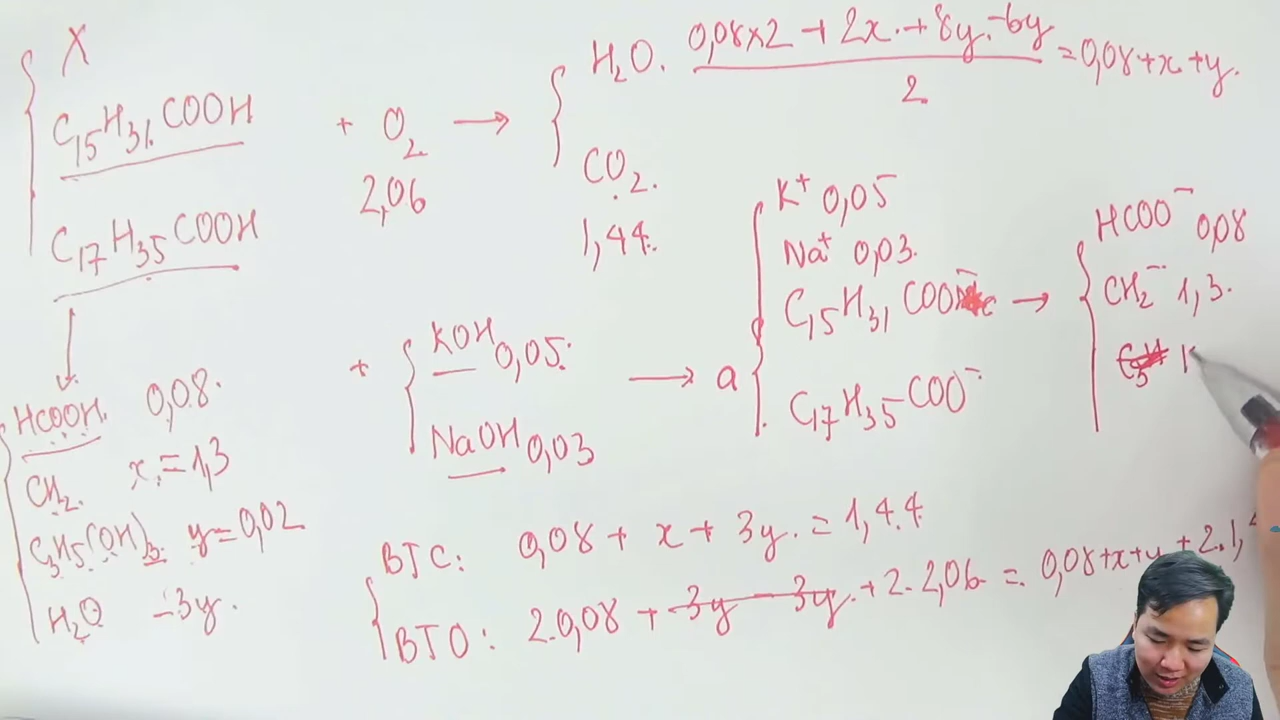 X
C15H31COOH
C17H35COOH
+ O2 →
2,06
H2O. (0,08×2 + 2x + 8y - 6y)/2 = 0,08 + x + y.
CO2.
1,44.
HCOOH. 0,08.
CH2. x = 1,3
C3H5(OH)3. y = 0,02
H2O -3y.
+ KOH 0,05.
NaOH 0,03
→ a
K+ 0,05
Na+ 0,03.
C15H31COO-
C17H35COO-
→
HCOO- 0,08
CH2- 1,3.
BTC: 0,08 + x + 3y. = 1,44
BTO: 2.0,08 + 3y - 3y. + 2.2,06 = 0,08+x+y + 2.1,4